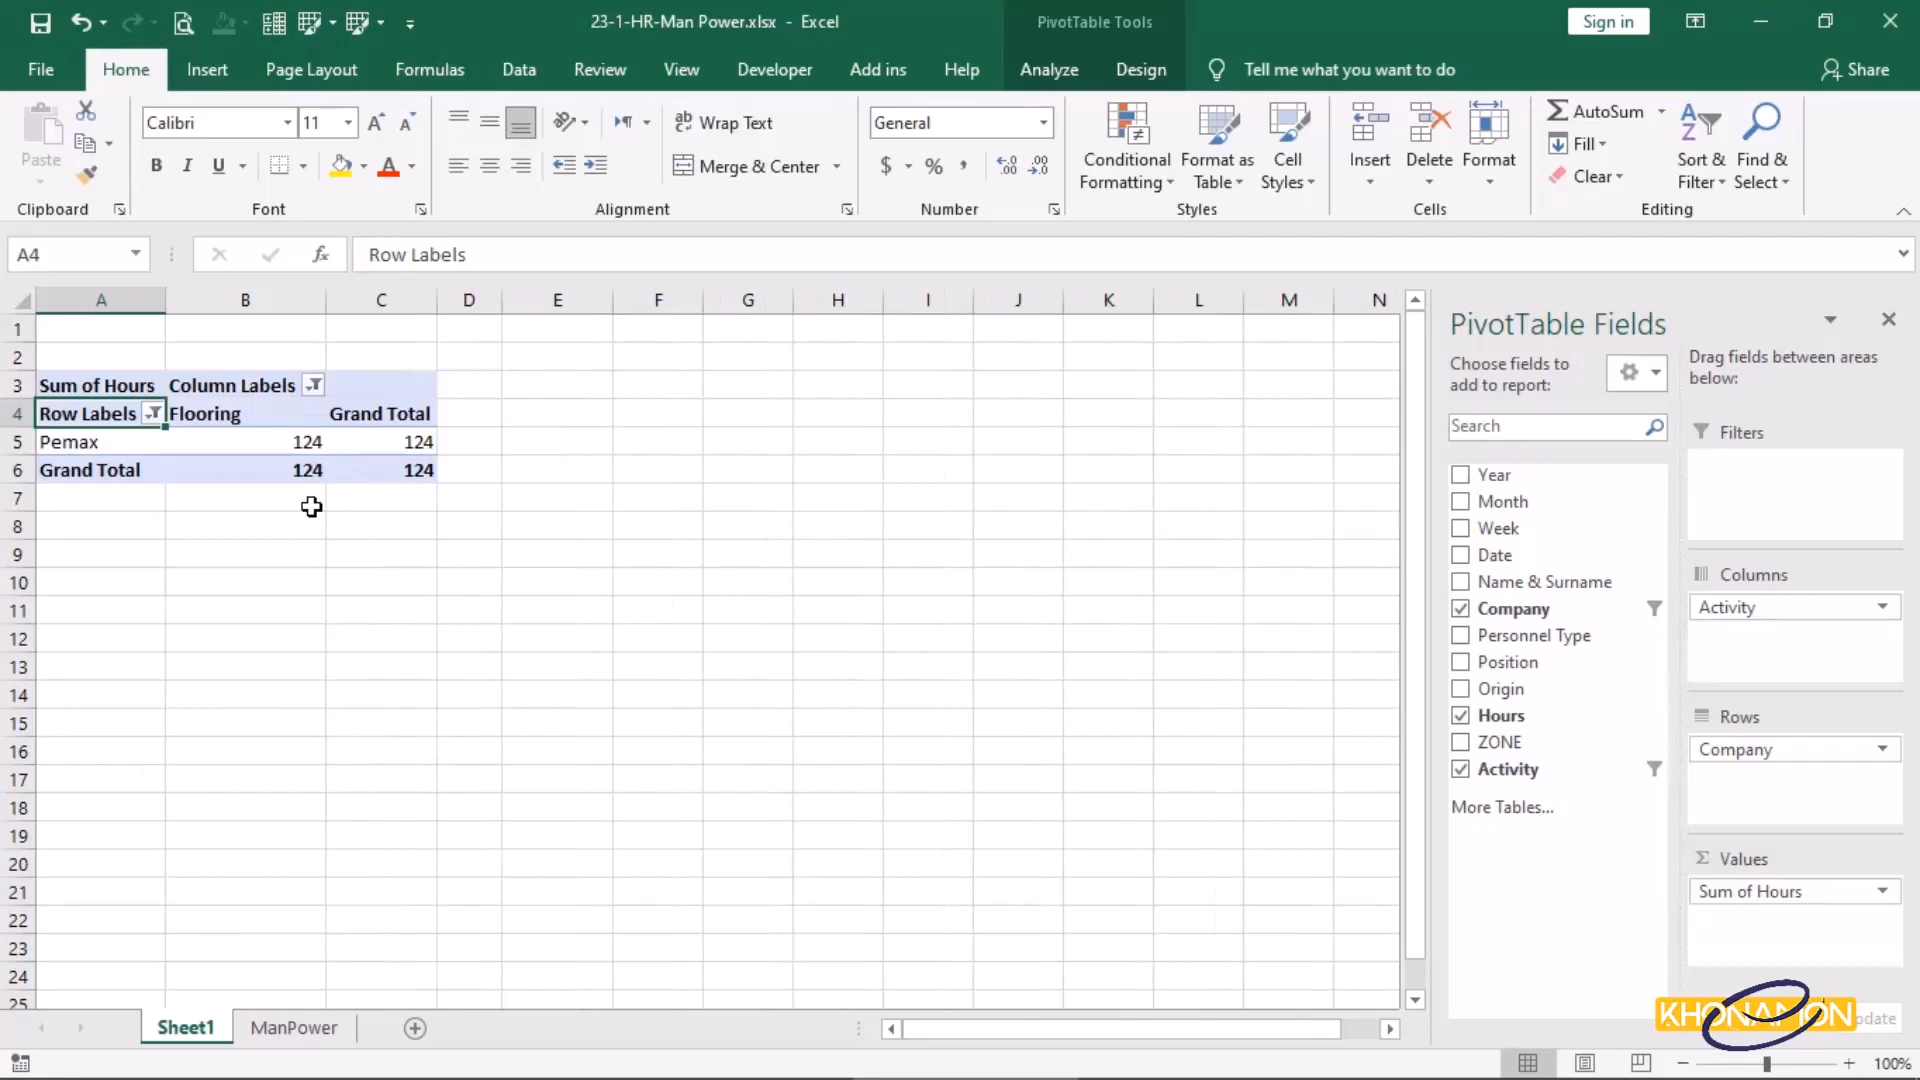 23-1-HR-Man Power.xlsx - Excel
PivotTable Tools
Sign in
File Home Insert Page Layout Formulas Data Review View Developer Add ins Help Analyze Design Tell me what you want to do Share
Paste
Clipboard
Calibri 11
B I U A
Font
Wrap Text
Merge & Center
Alignment
General
$ % , .00 .00
Number
Conditional Formatting
Format as Table
Cell Styles
Styles
Insert Delete Format
Cells
AutoSum
Fill
Clear
Sort & Filter
Find & Select
Editing
A4 fx Row Labels
A B C D E F G H I J K L M N
1
2
3 Sum of Hours Column Labels
4 Row Labels Flooring Grand Total
5 Pemax 124 124
6 Grand Total 124 124
7
8
9
10
11
12
13
14
15
16
17
18
19
20
21
22
23
24
25
PivotTable Fields
Choose fields to
add to report:
Search
Year
Month
Week
Date
Name & Surname
Company
Personnel Type
Position
Origin
Hours
ZONE
Activity
More Tables...
Drag fields between areas
below:
Filters
Columns
Activity
Rows
Company
Σ Values
Sum of Hours
KHONAMON
Sheet1 ManPower
100%